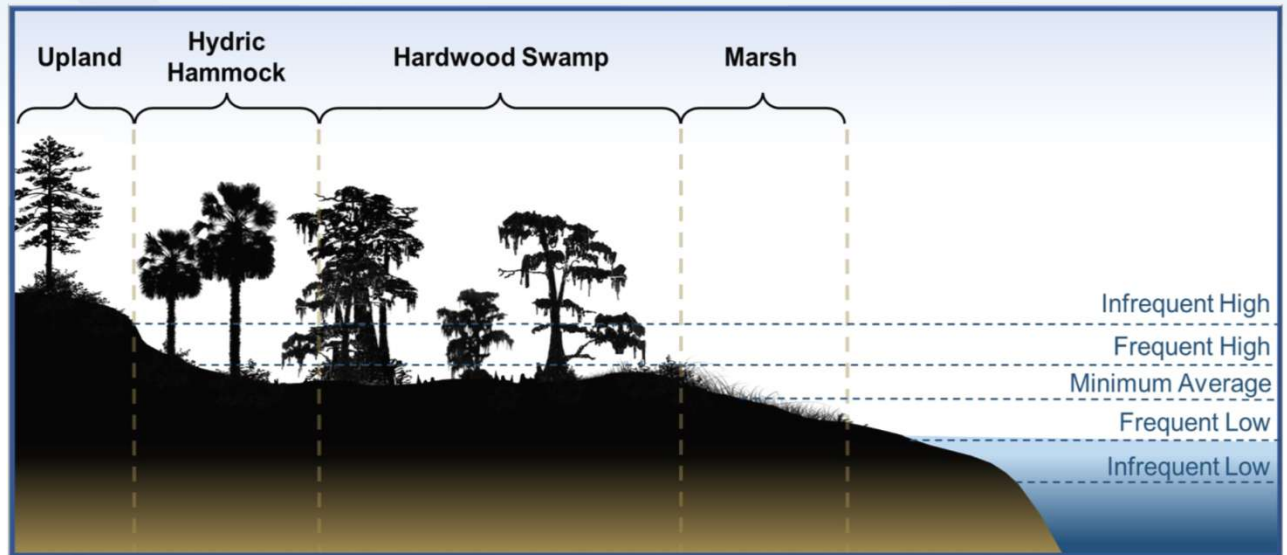 Upland
Hydric
Hammock
Hardwood Swamp
Marsh
Infrequent High
Frequent High
Minimum Average
Frequent Low
Infrequent Low